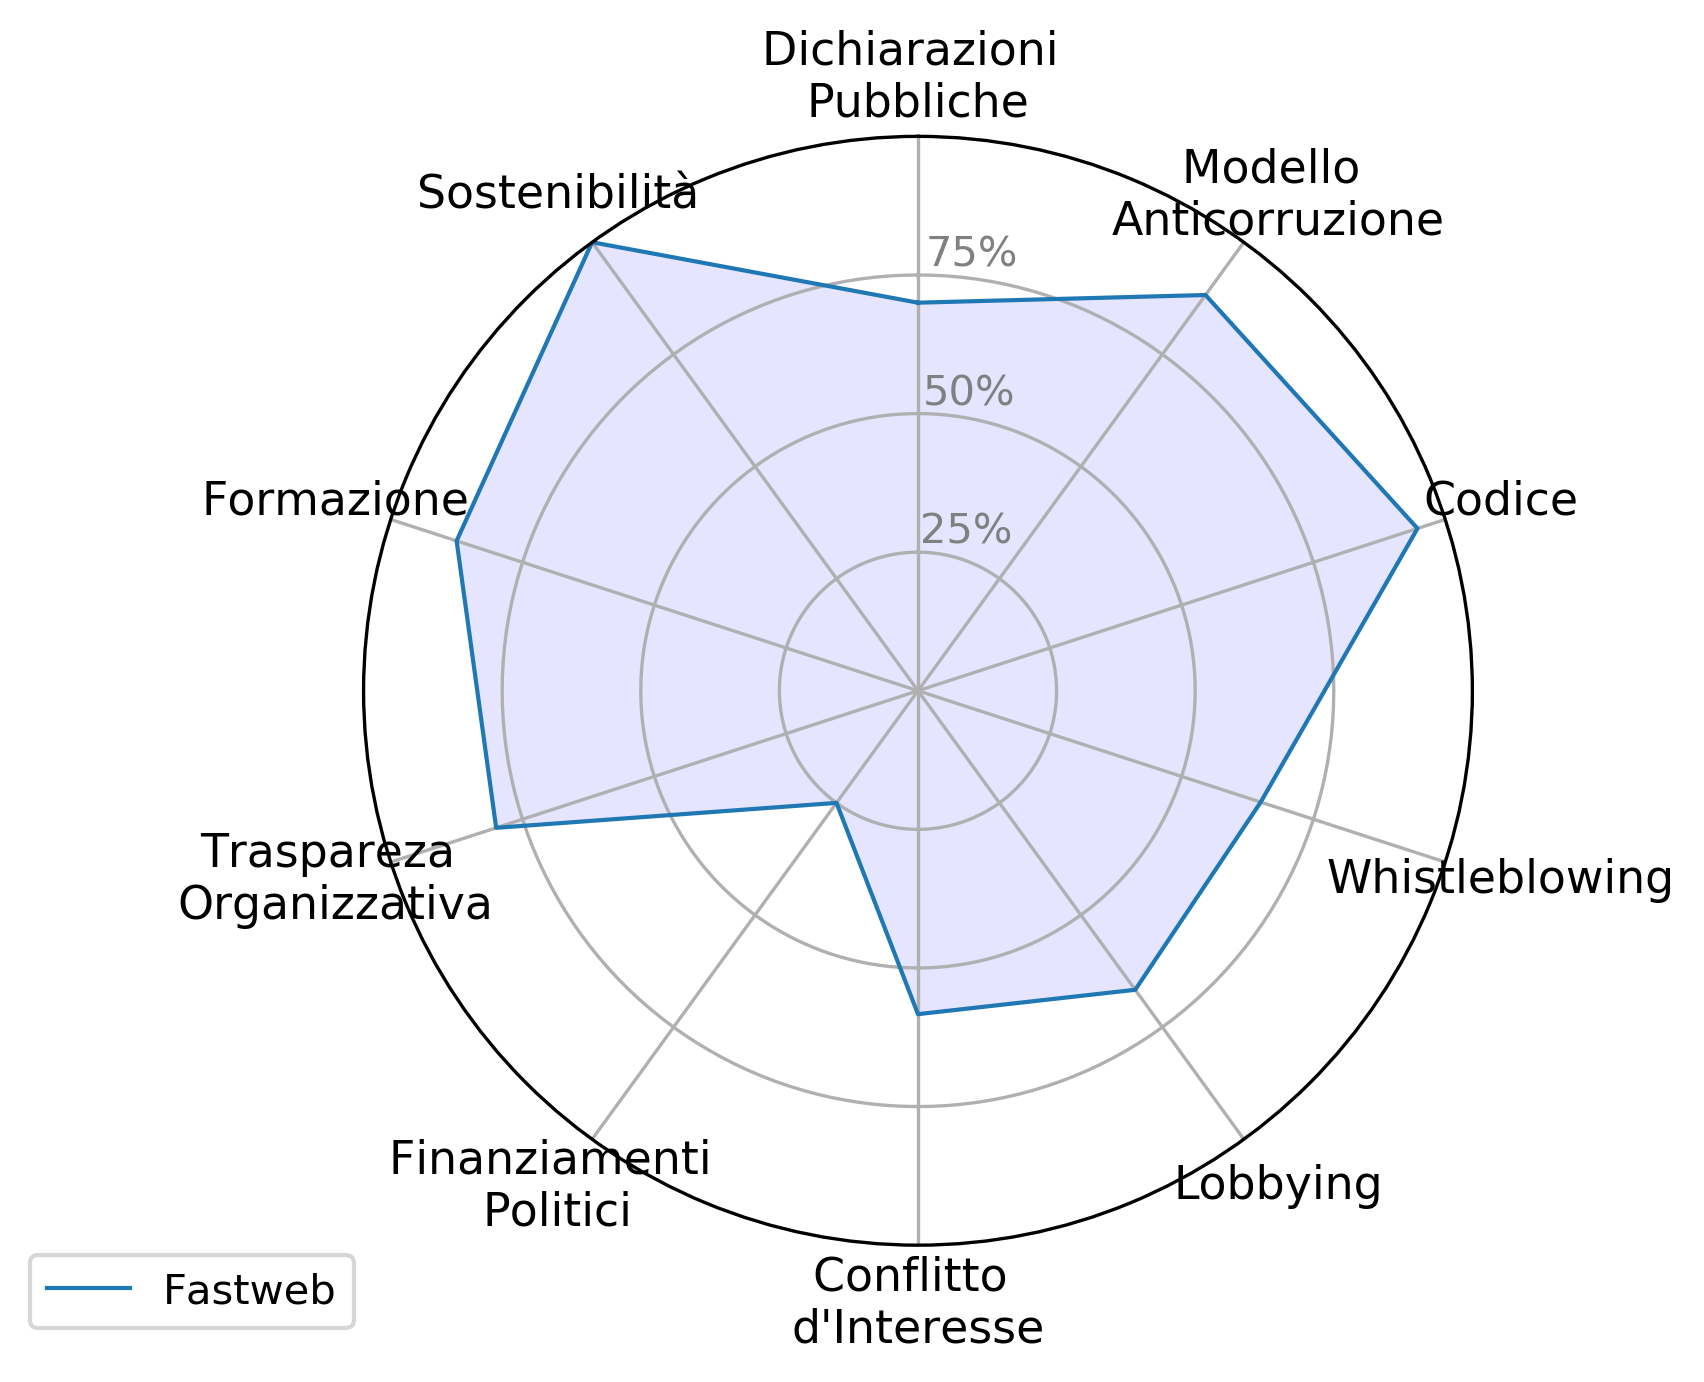 Dichiarazioni
Pubbliche
Modello
Anticorruzione
Sostenibilità
75%
50%
25%
Formazione
Codice
Traspareza
Organizzativa
Whistleblowing
Finanziamenti
Politici
Lobbying
Conflitto
d'Interesse
Fastweb